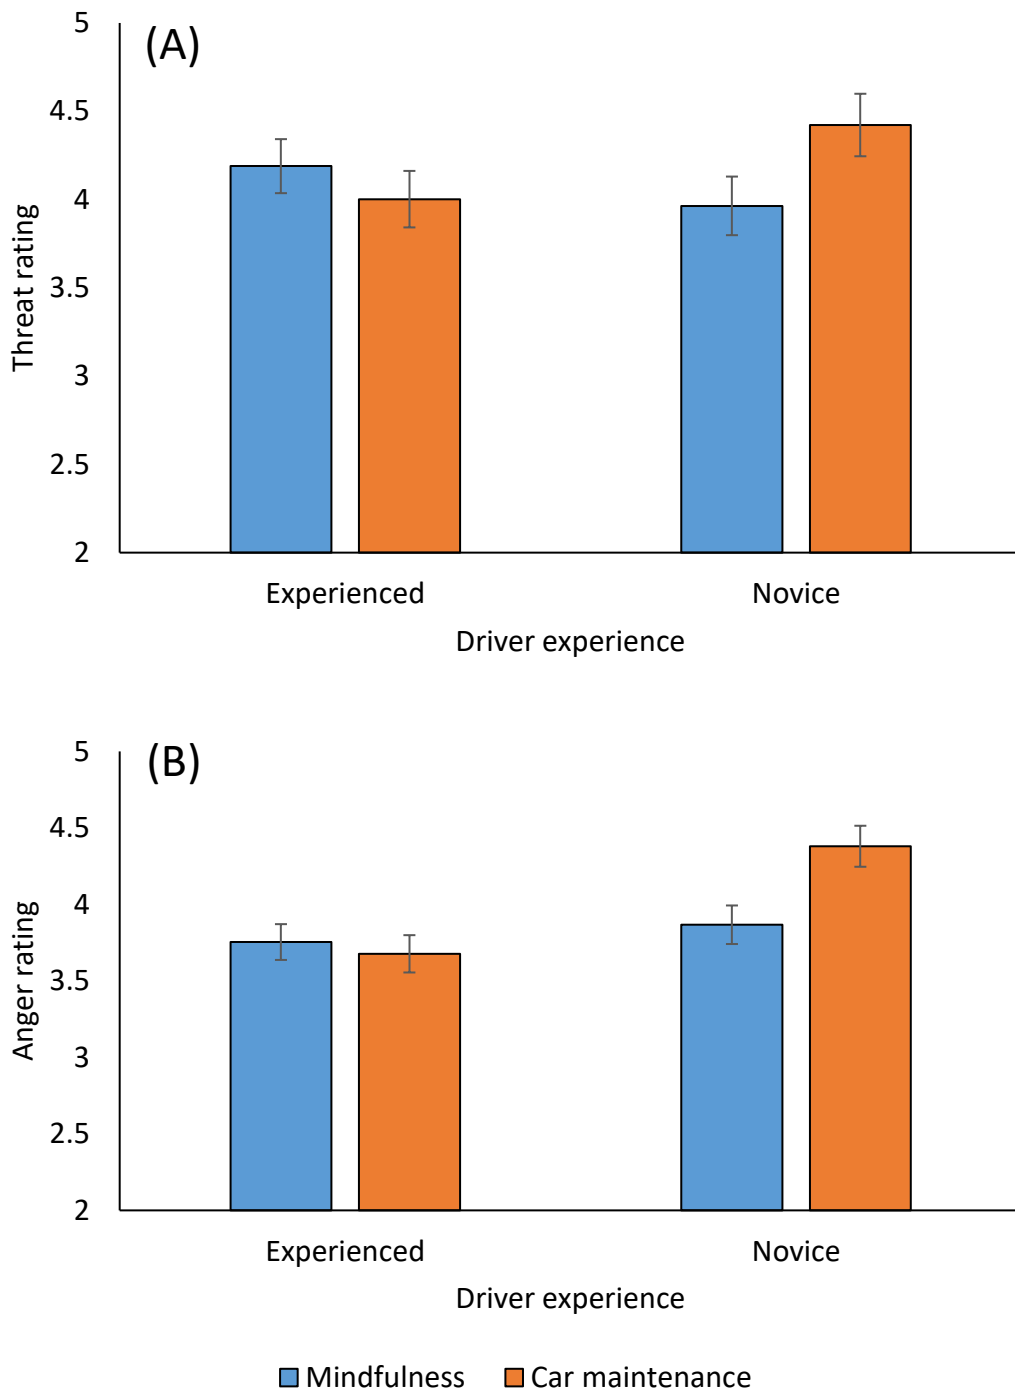 (A)
5
4.5
4
3.5
3
2.5
2
Threat rating
Experienced Novice
Driver experience
(B)
5
4.5
4
3.5
3
2.5
2
Anger rating
Experienced Novice
Driver experience
Mindfulness Car maintenance